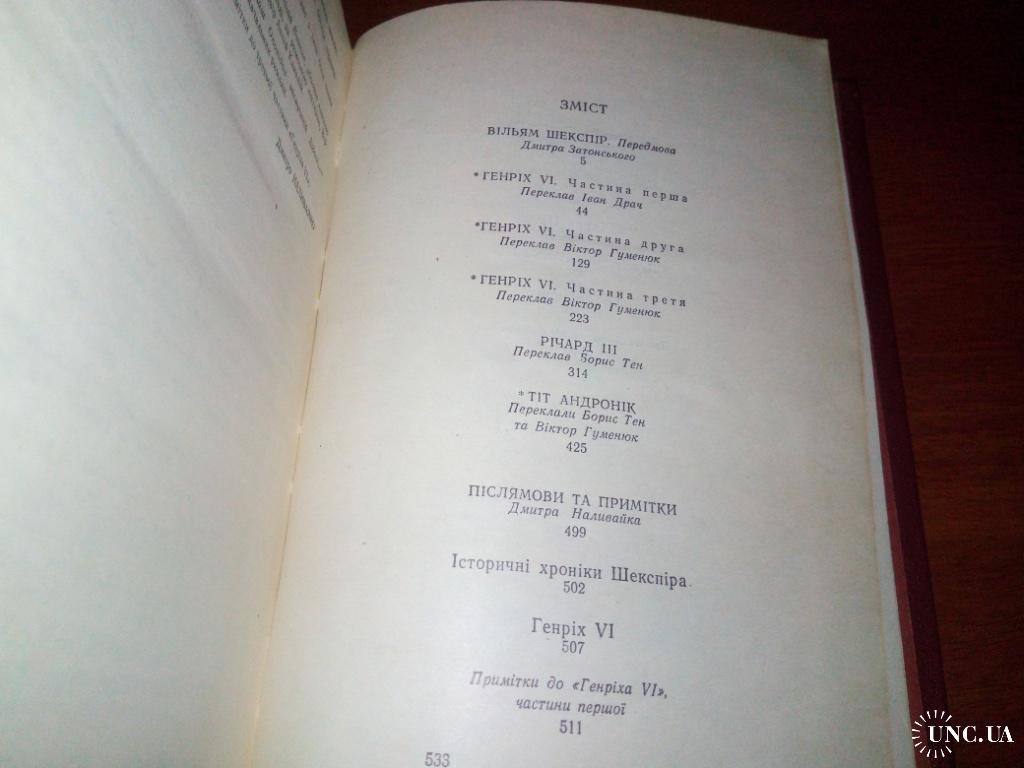 ЗМІСТ
ВІЛЬЯМ ШЕКСПІР. Передмова
Дмитра Затонського
5
*ГЕНРІХ VI. Частина перша
Переклав Іван Драч
44
*ГЕНРІХ VI. Частина друга
Переклав Віктор Гуменюк
129
*ГЕНРІХ VI. Частина третя
Переклав Віктор Гуменюк
223
РІЧАРД III
Переклав Борис Тен
314
*ТІТ АНДРОНІК
Переклали Борис Тен
та Віктор Гуменюк
425
ПІСЛЯМОВИ ТА ПРИМІТКИ
Дмитра Наливайка
499
Історичні хроніки Шекспіра.
502
Генріх VI
507
Примітки до «Генріха VI»,
частини першої
511
533
UNC.UA